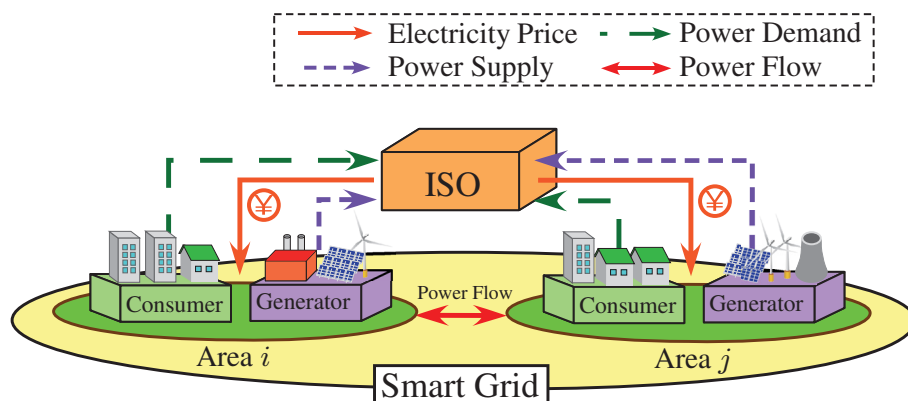 Electricity Price
Power Demand
Power Supply
Power Flow
ISO
¥
¥
Consumer
Generator
Power Flow
Consumer
Generator
Area i
Area j
Smart Grid